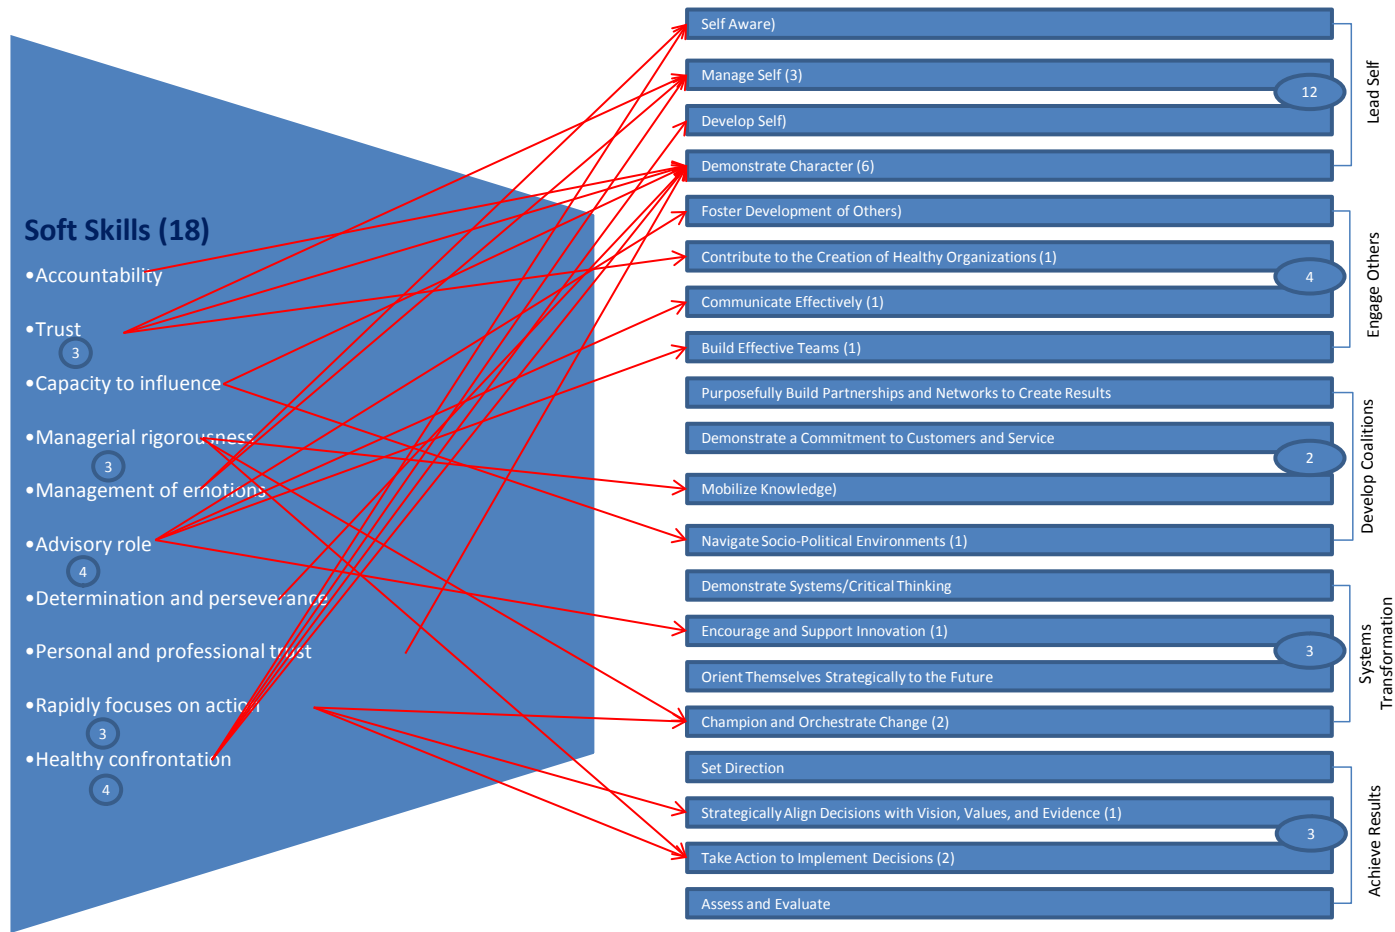 Soft Skills (18)
•Accountability
•Trust
3
•Capacity to influence
•Managerial rigorousness
3
•Management of emotions
•Advisory role
4
•Determination and perseverance
•Personal and professional trust
•Rapidly focuses on action
3
•Healthy confrontation
4
Self Aware)
Manage Self (3)
Develop Self)
Demonstrate Character (6)
12
Lead Self
Foster Development of Others)
Contribute to the Creation of Healthy Organizations (1)
Communicate Effectively (1)
Build Effective Teams (1)
4
Engage Others
Purposefully Build Partnerships and Networks to Create Results
Demonstrate a Commitment to Customers and Service
Mobilize Knowledge)
Navigate Socio-Political Environments (1)
2
Develop Coalitions
Demonstrate Systems/Critical Thinking
Encourage and Support Innovation (1)
Orient Themselves Strategically to the Future
Champion and Orchestrate Change (2)
3
Systems
Transformation
Set Direction
Strategically Align Decisions with Vision, Values, and Evidence (1)
Take Action to Implement Decisions (2)
Assess and Evaluate
3
Achieve Results